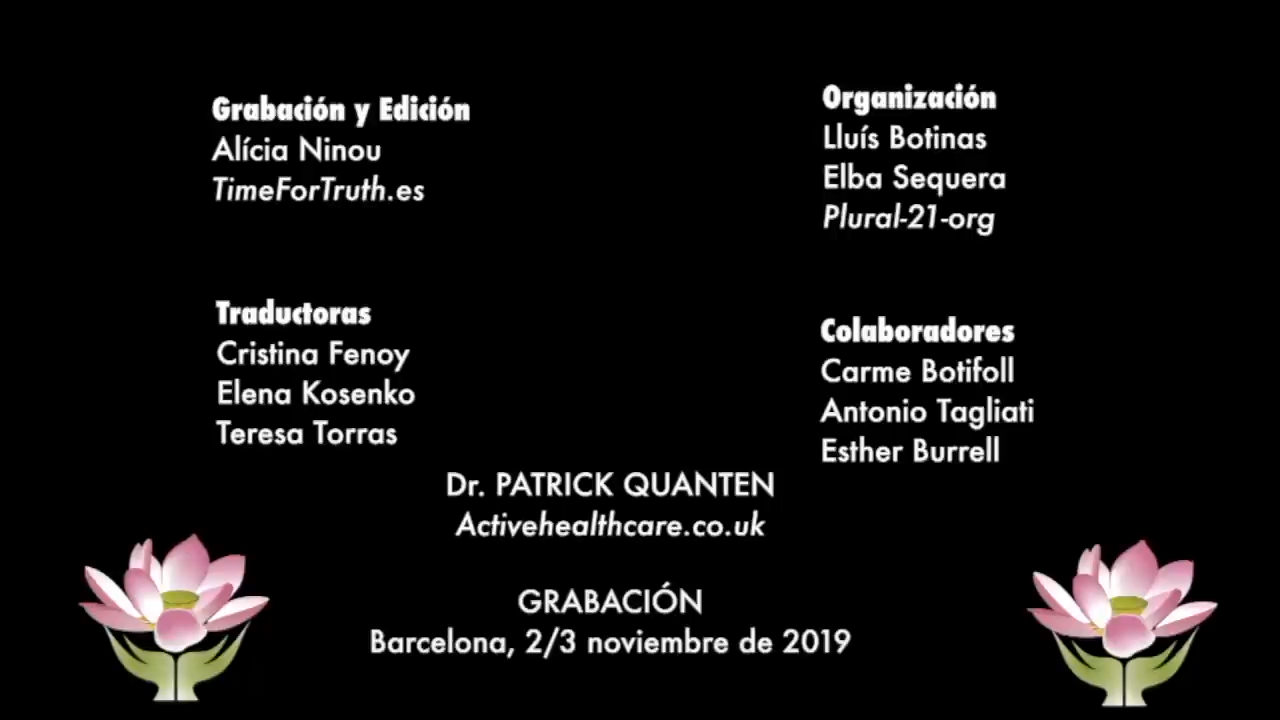 Grabación y Edición
Alícia Ninou
TimeForTruth.es
Organización
Lluís Botinas
Elba Sequera
Plural-21-org
Traductoras
Cristina Fenoy
Elena Kosenko
Teresa Torras
Colaboradores
Carme Botifoll
Antonio Tagliati
Esther Burrell
Dr. PATRICK QUANTEN
Activehealthcare.co.uk
GRABACIÓN
Barcelona, 2/3 noviembre de 2019